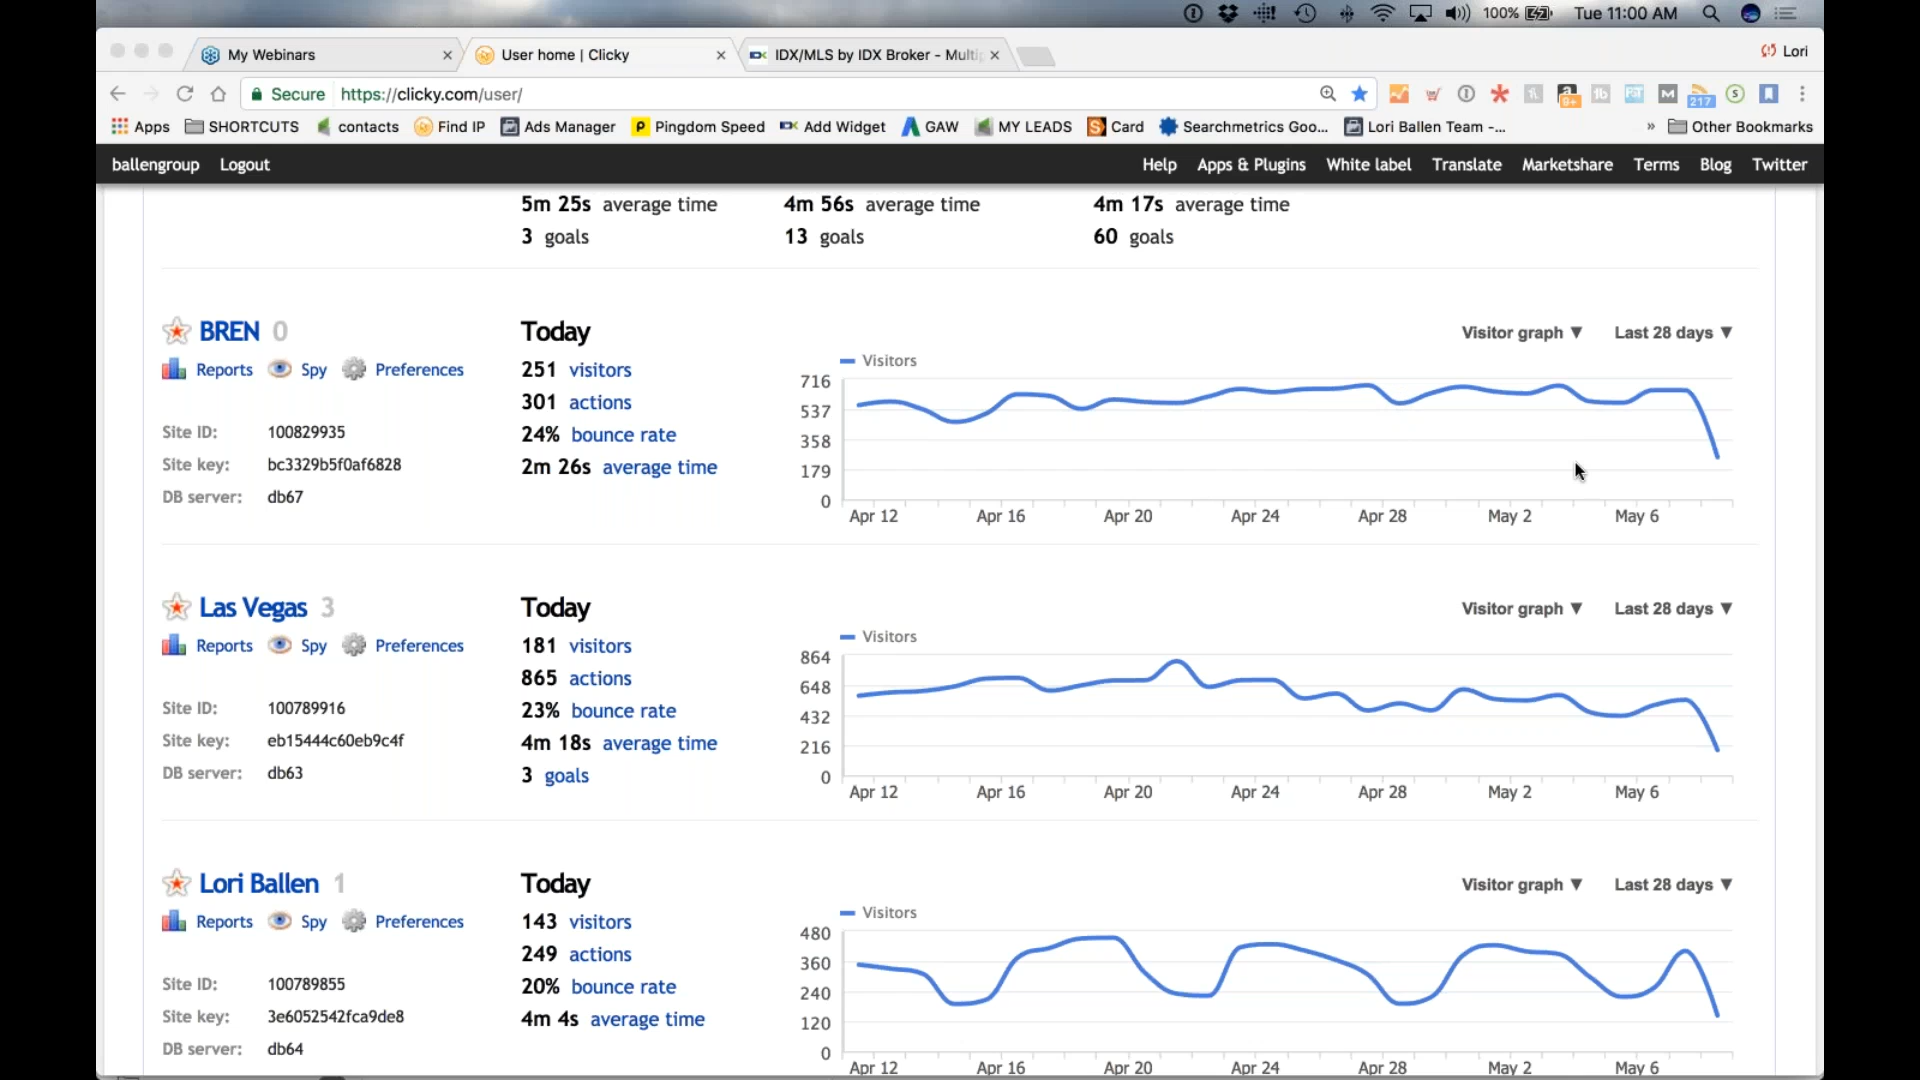 100% Tue 11:00 AM
My Webinars
User home | Clicky
IDX/MLS by IDX Broker - Multi
Lori
Secure https://clicky.com/user/
217
Apps SHORTCUTS contacts Find IP Ads Manager Pingdom Speed Add Widget GAW MY LEADS Card Searchmetrics Goo... Lori Ballen Team -... » Other Bookmarks
ballengroup Logout Help Apps & Plugins White label Translate Marketshare Terms Blog Twitter
5m 25s average time 4m 56s average time 4m 17s average time
3 goals 13 goals 60 goals
BREN 0
Reports Spy Preferences
Site ID: 100829935
Site key: bc3329b5f0af6828
DB server: db67
Today
251 visitors
301 actions
24% bounce rate
2m 26s average time
Visitor graph ▼ Last 28 days ▼
Visitors
716
537
358
179
0
Apr 12 Apr 16 Apr 20 Apr 24 Apr 28 May 2 May 6
Las Vegas 3
Reports Spy Preferences
Site ID: 100789916
Site key: eb15444c60eb9c4f
DB server: db63
Today
181 visitors
865 actions
23% bounce rate
4m 18s average time
3 goals
Visitor graph ▼ Last 28 days ▼
Visitors
864
648
432
216
0
Apr 12 Apr 16 Apr 20 Apr 24 Apr 28 May 2 May 6
Lori Ballen 1
Reports Spy Preferences
Site ID: 100789855
Site key: 3e6052542fca9de8
DB server: db64
Today
143 visitors
249 actions
20% bounce rate
4m 4s average time
Visitor graph ▼ Last 28 days ▼
Visitors
480
360
240
120
0
Apr 12 Apr 16 Apr 20 Apr 24 Apr 28 May 2 May 6